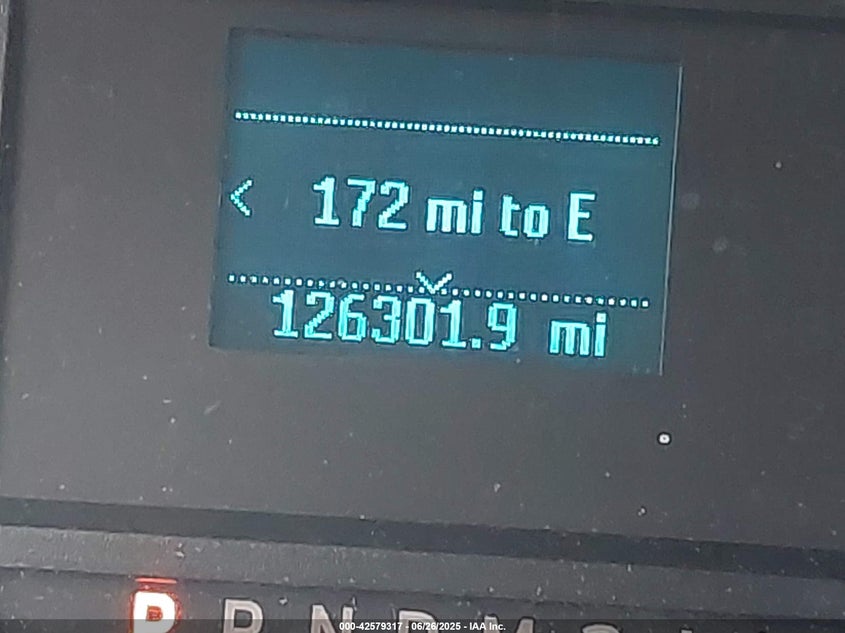 < 172 mi to E
126301.9 mi
P R N D M
000-42579317 - 06/26/2025 - IAA Inc.